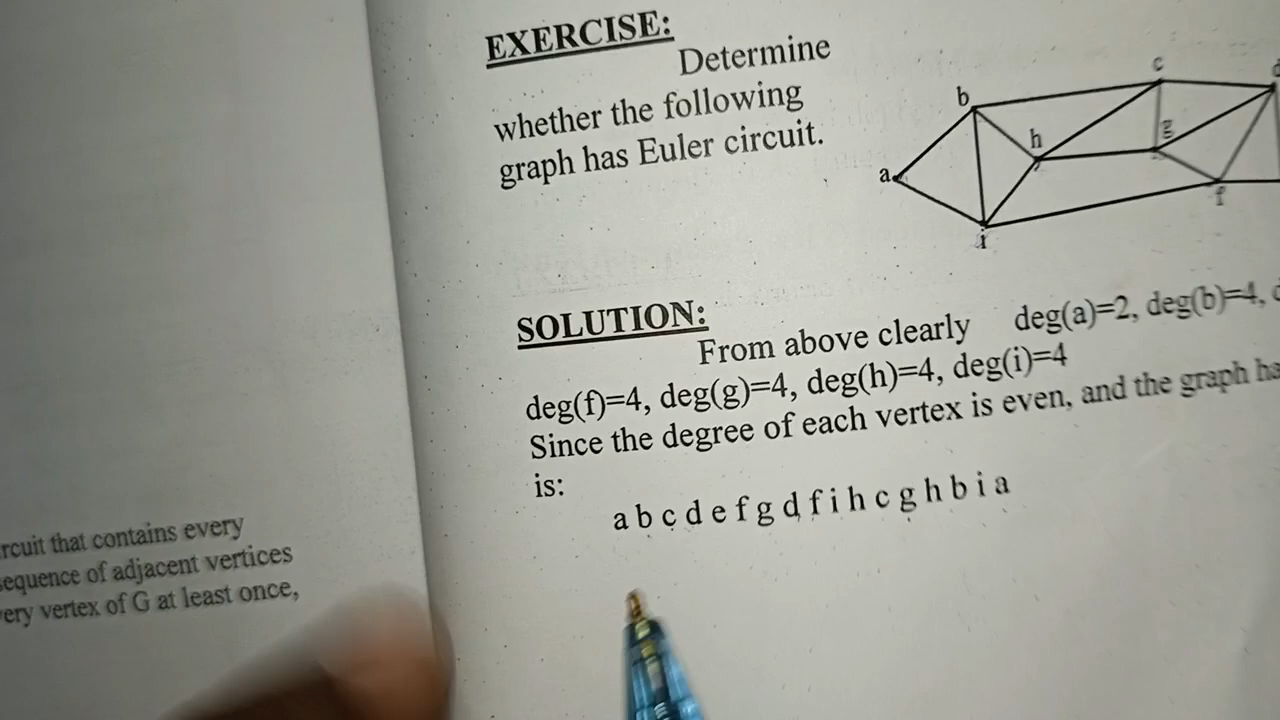 EXERCISE:
Determine
whether the following
graph has Euler circuit.
a
b
c
d
h
g
f
i
SOLUTION:
From above clearly deg(a)=2, deg(b)=4,
deg(f)=4, deg(g)=4, deg(h)=4, deg(i)=4
Since the degree of each vertex is even, and the graph ha
is:
a b c d e f g d f i h c g h b i a
rcuit that contains every
sequence of adjacent vertices
very vertex of G at least once,